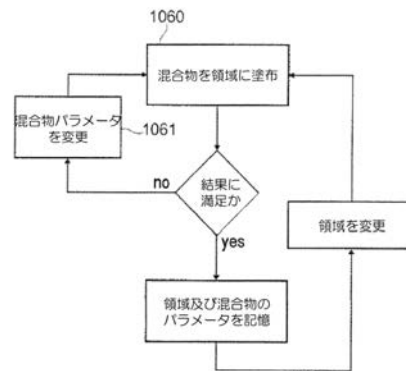 1060
混合物を領域に塗布
混合物パラメータ
を変更
1061
結果に
満足か
no
yes
領域を変更
領域及び混合物の
パラメータを記憶